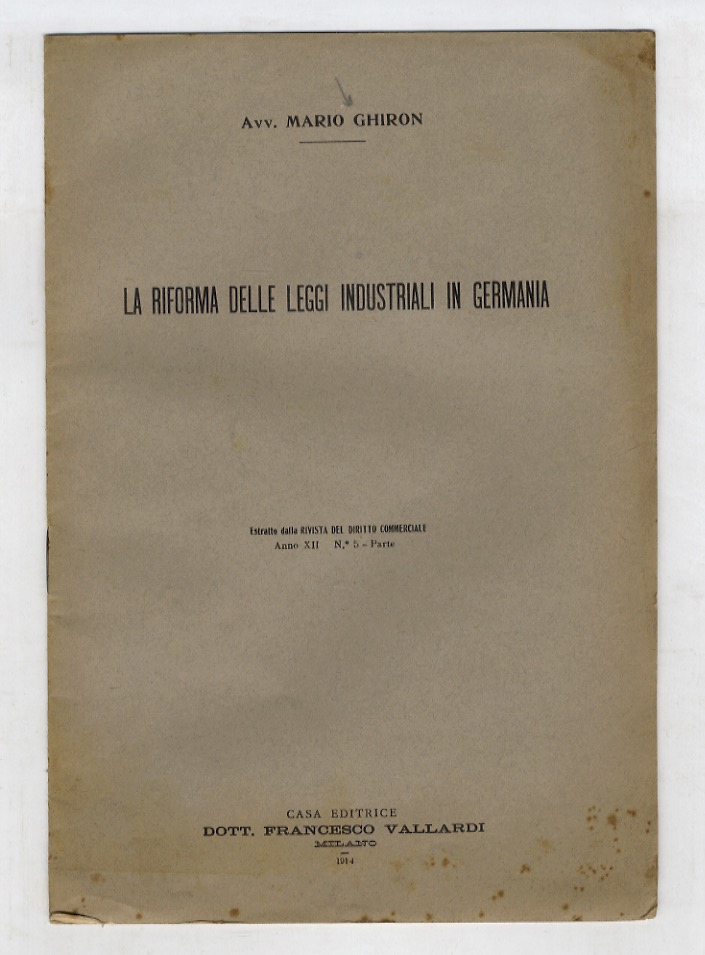 Avv. MARIO GHIRON
LA RIFORMA DELLE LEGGI INDUSTRIALI IN GERMANIA
Estratto dalla RIVISTA DEL DIRITTO COMMERCIALE
Anno XII N.° 5 - Parte
CASA EDITRICE
DOTT. FRANCESCO VALLARDI
MILANO
1914